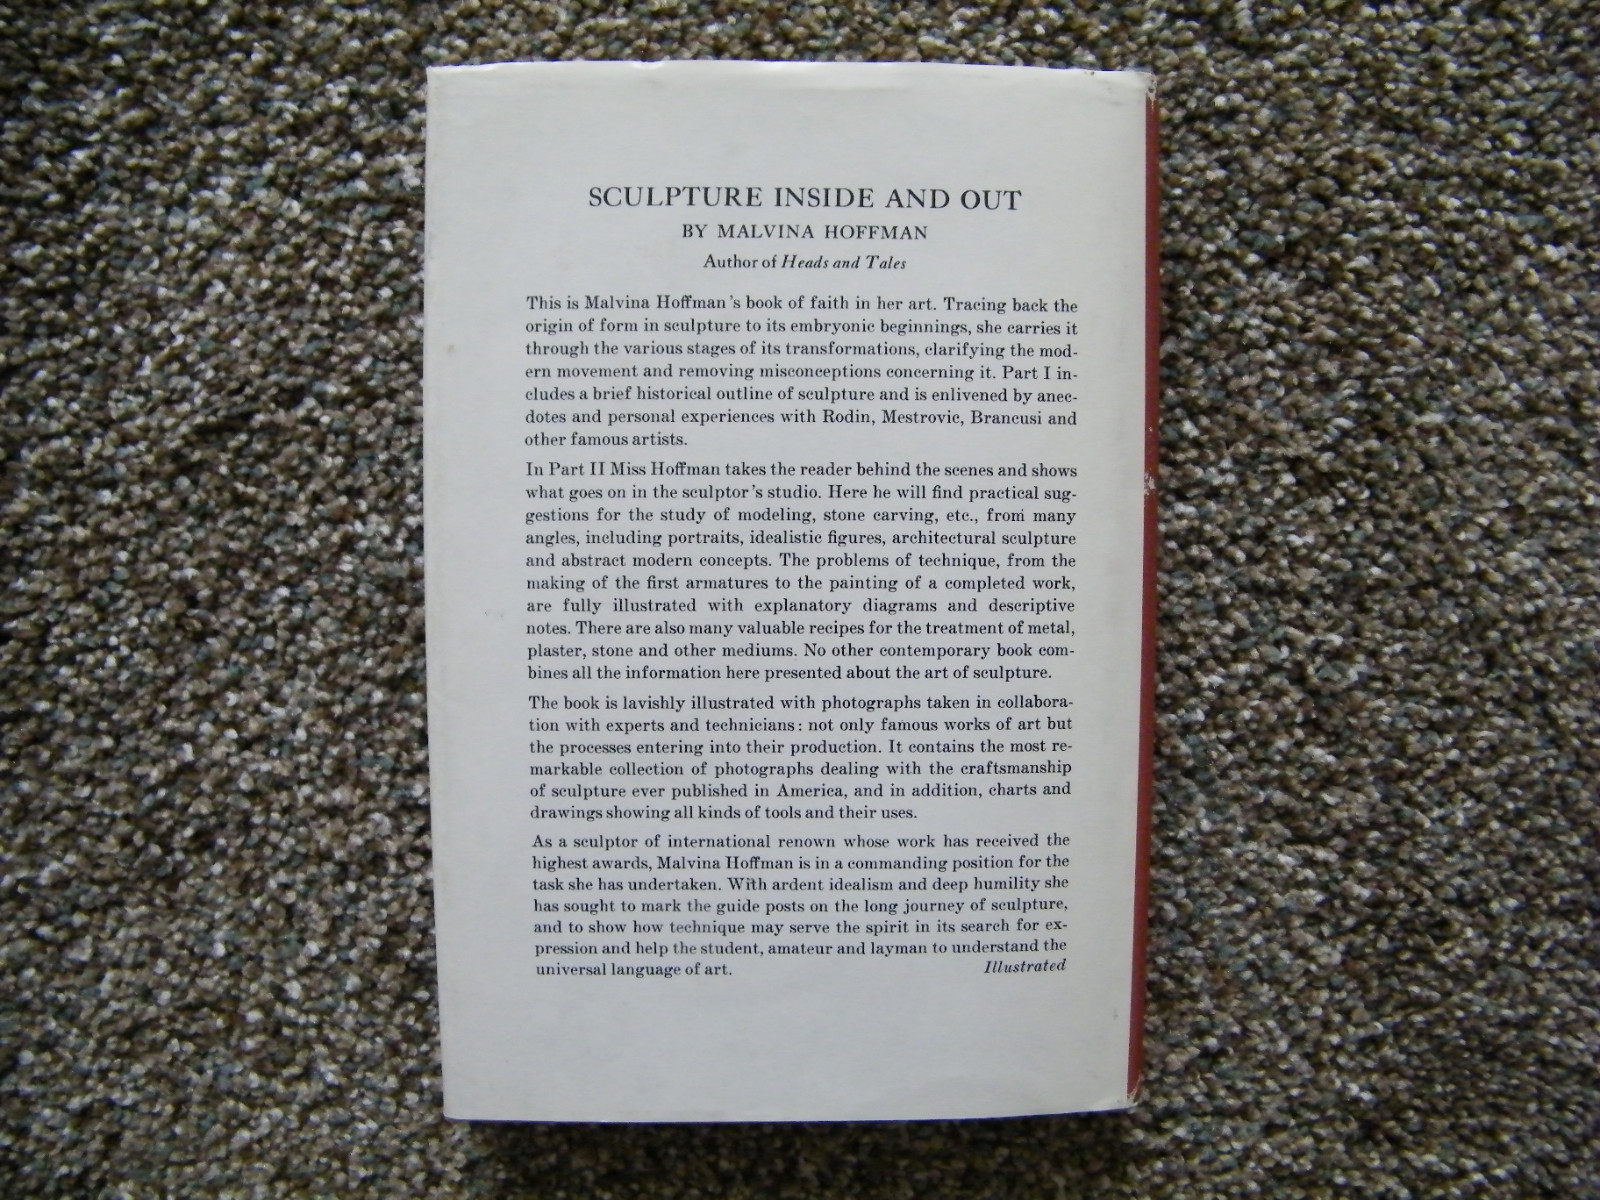 SCULPTURE INSIDE AND OUT
BY MALVINA HOFFMAN
Author of Heads and Tales
This is Malvina Hoffman's book of faith in her art. Tracing back the
origin of form in sculpture to its embryonic beginnings, she carries it
through the various stages of its transformations, clarifying the mod-
ern movement and removing misconceptions concerning it. Part I in-
cludes a brief historical outline of sculpture and is enlivened by anec-
dotes and personal experiences with Rodin, Mestrovic, Brancusi and
other famous artists.
In Part II Miss Hoffman takes the reader behind the scenes and shows
what goes on in the sculptor's studio. Here he will find practical sug-
gestions for the study of modeling, stone carving, etc., from many
angles, including portraits, idealistic figures, architectural sculpture
and abstract modern concepts. The problems of technique, from the
making of the first armatures to the painting of a completed work,
are fully illustrated with explanatory diagrams and descriptive
notes. There are also many valuable recipes for the treatment of metal,
plaster, stone and other mediums. No other contemporary book com-
bines all the information here presented about the art of sculpture.
The book is lavishly illustrated with photographs taken in collabora-
tion with experts and technicians: not only famous works of art but
the processes entering into their production. It contains the most re-
markable collection of photographs dealing with the craftsmanship
of sculpture ever published in America, and in addition, charts and
drawings showing all kinds of tools and their uses.
As a sculptor of international renown whose work has received the
highest awards, Malvina Hoffman is in a commanding position for the
task she has undertaken. With ardent idealism and deep humility she
has sought to mark the guide posts on the long journey of sculpture,
and to show how technique may serve the spirit in its search for ex-
pression and help the student, amateur and layman to understand the
universal language of art. Illustrated